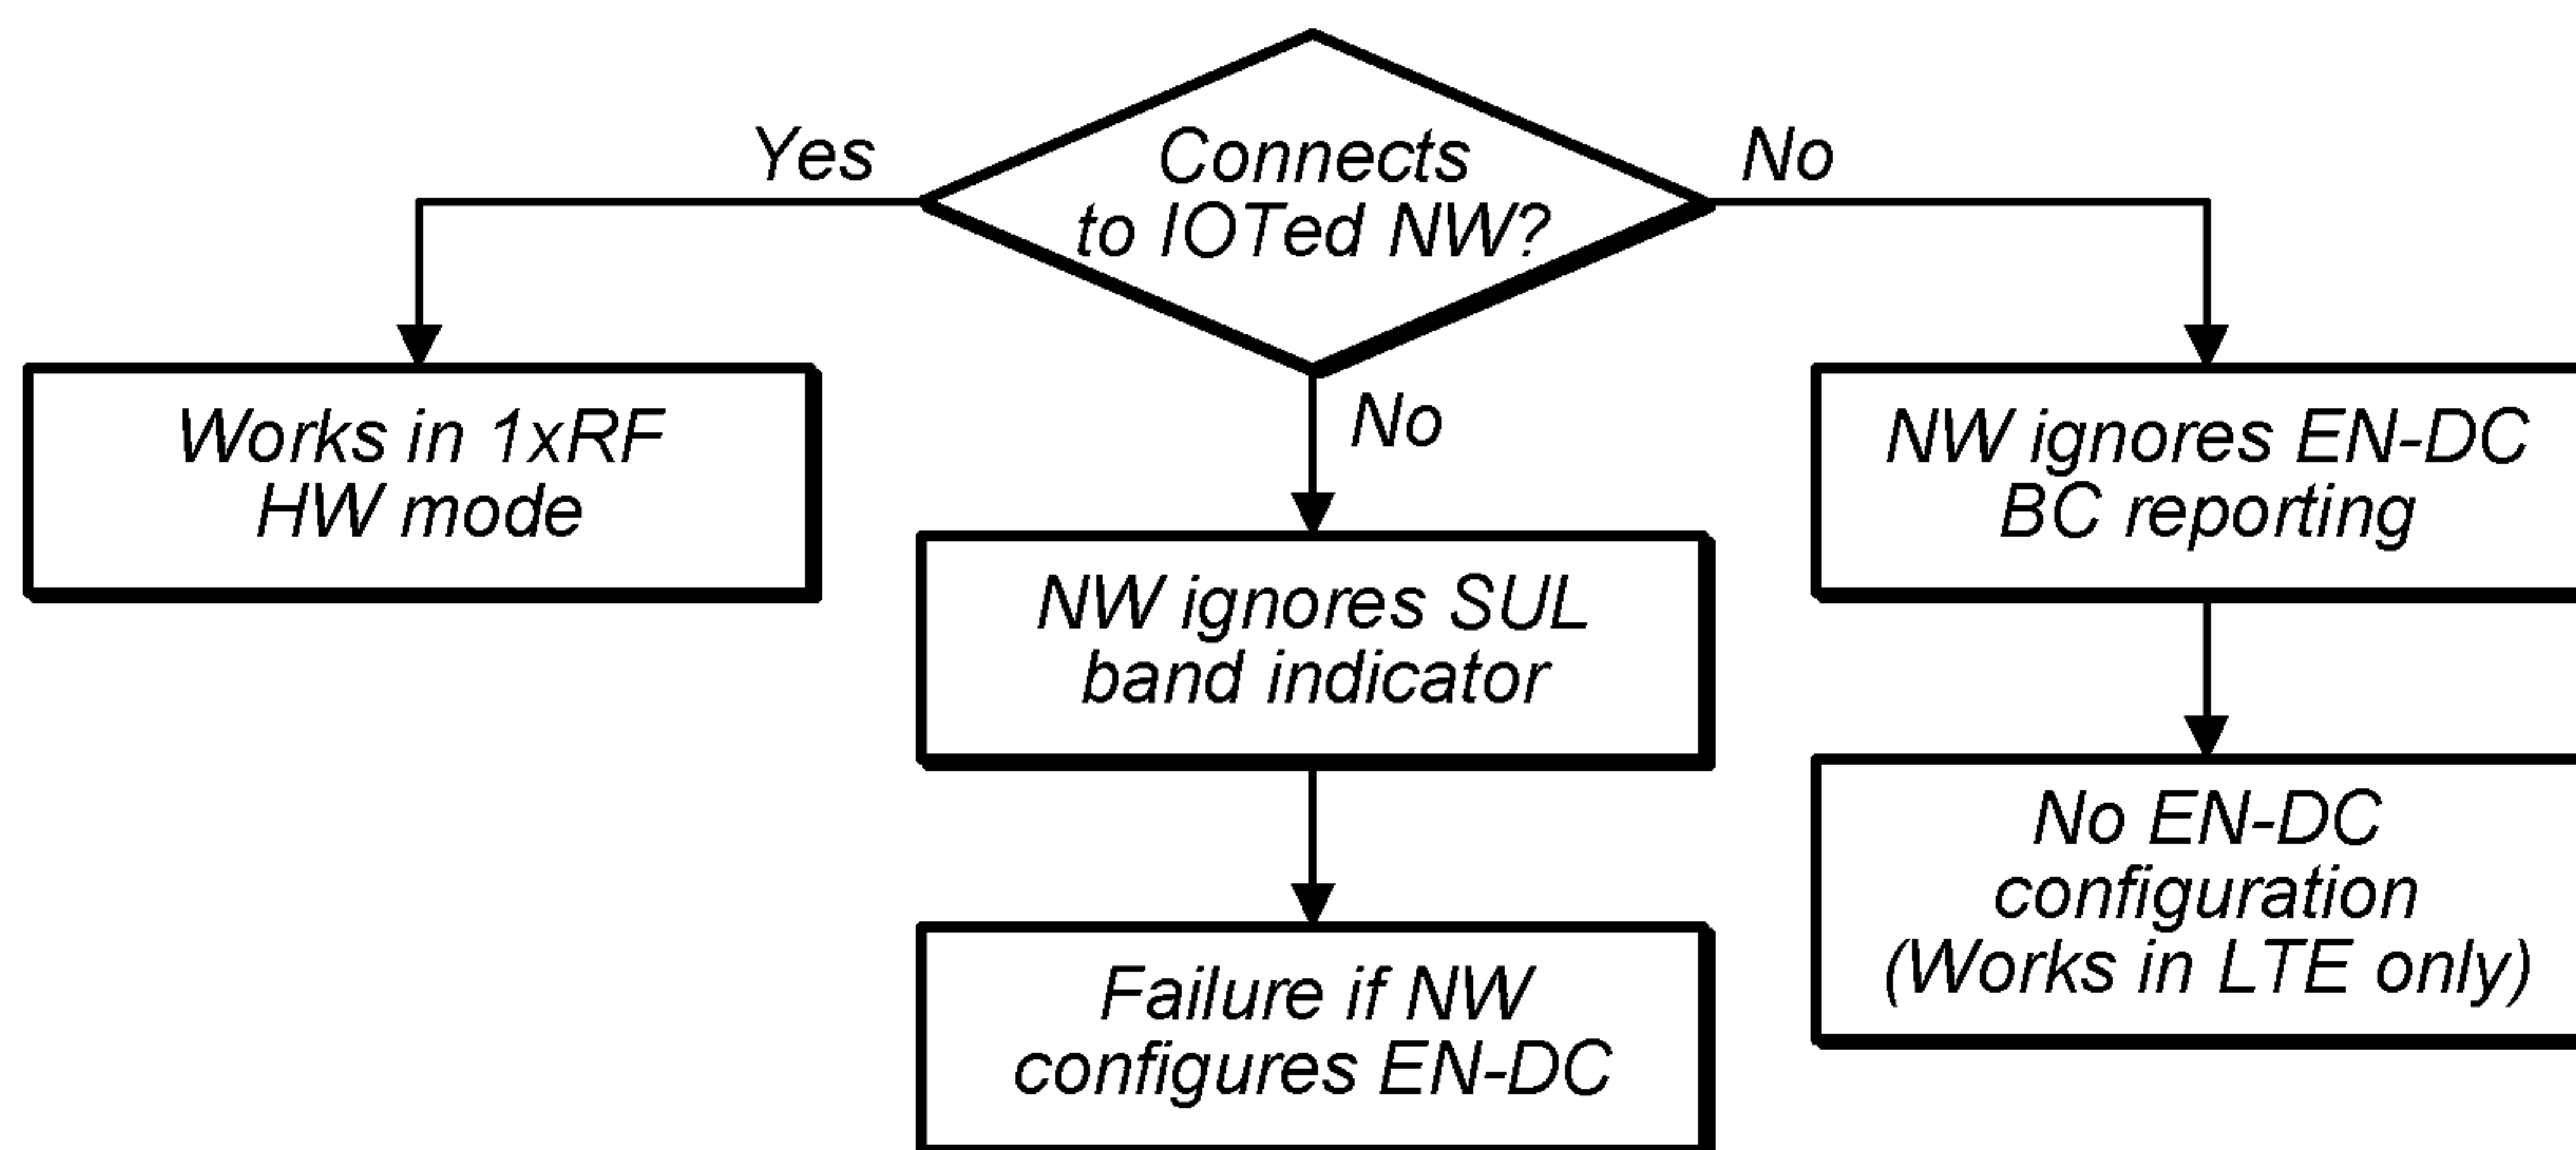 Connects
to IOTed NW?
Yes
No
No
Works in 1xRF
HW mode
NW ignores SUL
band indicator
Failure if NW
configures EN-DC
NW ignores EN-DC
BC reporting
No EN-DC
configuration
(Works in LTE only)